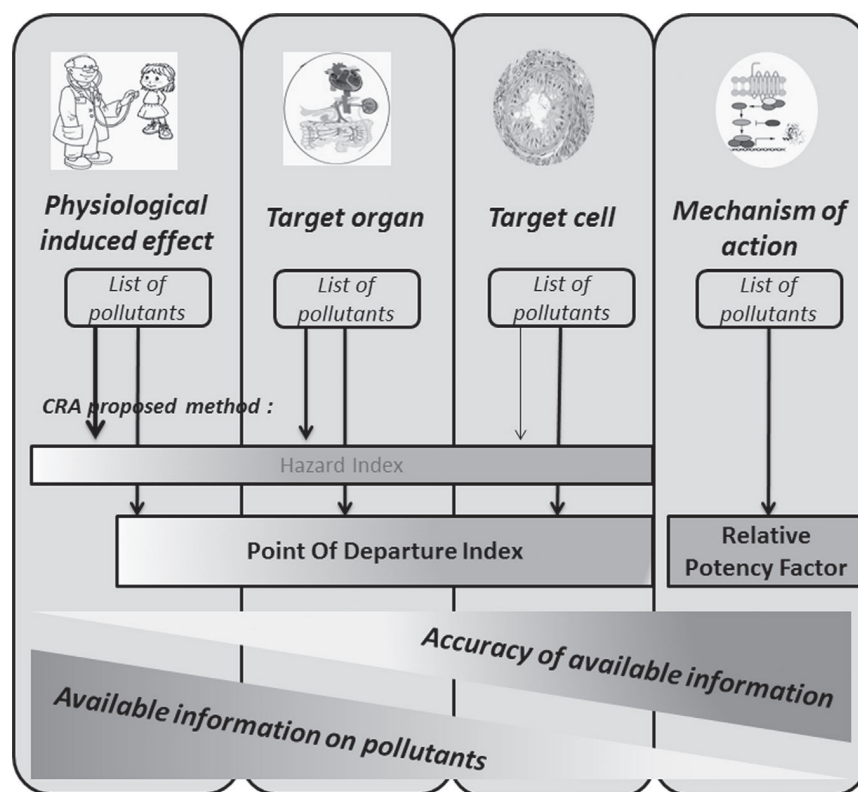 Physiological
induced effect
Target organ
Target cell
Mechanism of
action
List of
pollutants
List of
pollutants
List of
pollutants
List of
pollutants
CRA proposed method :
Hazard Index
Point Of Departure Index
Relative
Potency Factor
Accuracy of available information
Available information on pollutants